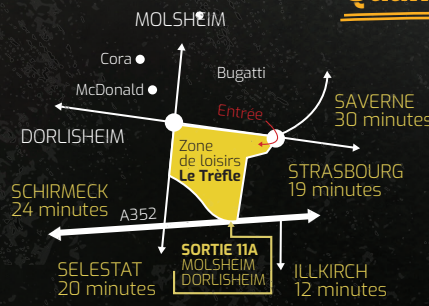 MOLSHEIM
Cora
Bugatti
McDonald
Entrée
SAVERNE
30 minutes
DORLISHEIM
Zone
de loisirs
Le Trèfle
STRASBOURG
19 minutes
SCHIRMECK
24 minutes
A352
SORTIE 11A
MOLSHEIM
DORLISHEIM
SELESTAT
20 minutes
ILLKIRCH
12 minutes